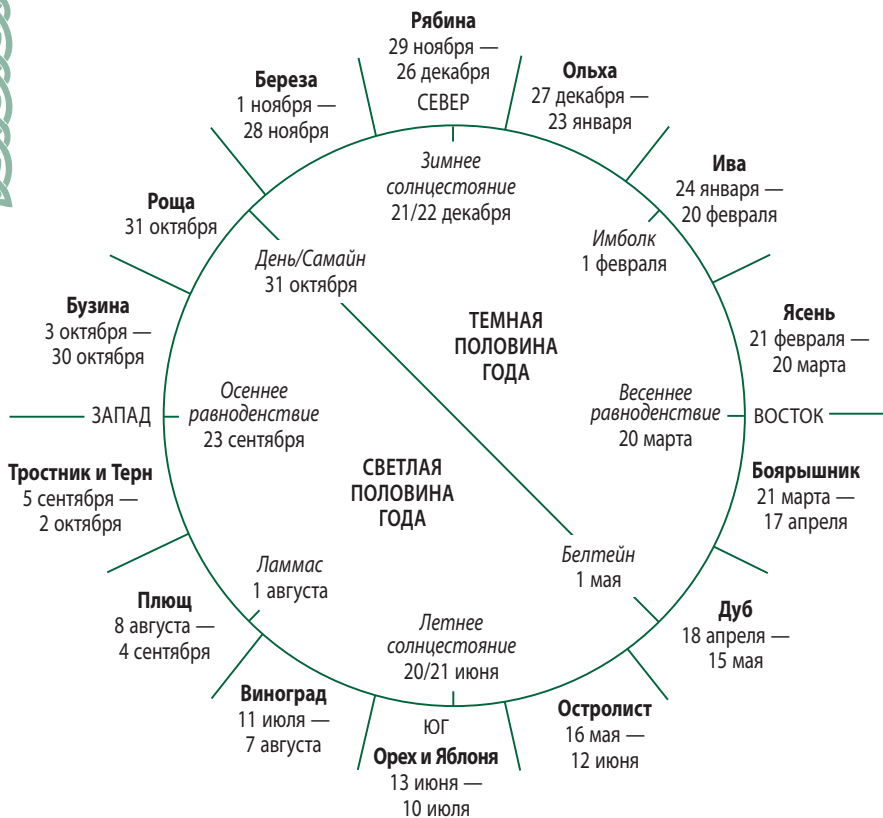 Рябина
29 ноября —
26 декабря
СЕВЕР
Ольха
27 декабря —
23 января
Ива
24 января —
20 февраля
Ясень
21 февраля —
20 марта
ВОСТОК
Боярышник
21 марта —
17 апреля
Дуб
18 апреля —
15 мая
Остролист
16 мая —
12 июня
ЮГ
Орех и Яблоня
13 июня —
10 июля
Виноград
11 июля —
7 августа
Плющ
8 августа —
4 сентября
Тростник и Терн
5 сентября —
2 октября
ЗАПАД
Бузина
3 октября —
30 октября
Роща
31 октября
Береза
1 ноября —
28 ноября
Зимнее
солнцестояние
21/22 декабря
Имболк
1 февраля
Весеннее
равноденствие
20 марта
Белтейн
1 мая
Летнее
солнцестояние
20/21 июня
Ламмас
1 августа
Осеннее
равноденствие
23 сентября
День/Самайн
31 октября
ТЕМНАЯ
ПОЛОВИНА
ГОДА
СВЕТЛАЯ
ПОЛОВИНА
ГОДА